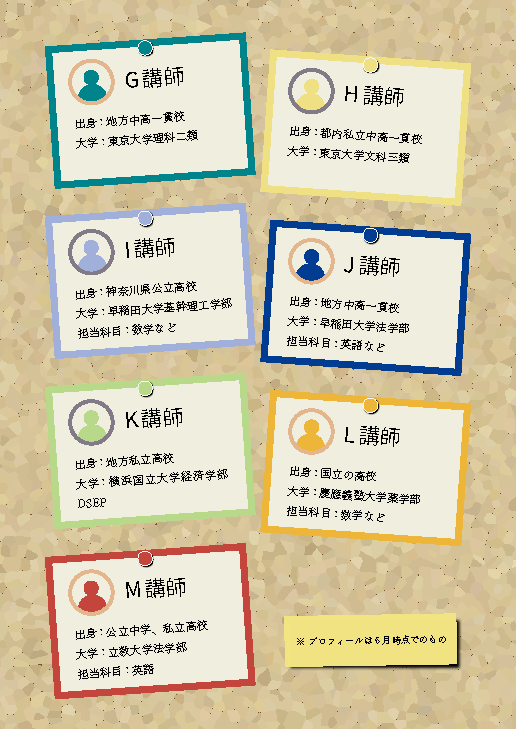 G講師
出身：地方中高一貫校
大学：東京大学理科二類
H講師
出身：都内私立中高一貫校
大学：東京大学文科三類
I講師
出身：神奈川県公立高校
大学：早稲田大学基幹理工学部
担当科目：数学など
J講師
出身：地方中高一貫校
大学：早稲田大学法学部
担当科目：英語など
K講師
出身：地方私立高校
大学：横浜国立大学経済学部
DSEP
L講師
出身：国立の高校
大学：慶應義塾大学薬学部
担当科目：数学など
M講師
出身：公立中学、私立高校
大学：立教大学法学部
担当科目：英語
※ プロフィールは６月時点でのもの